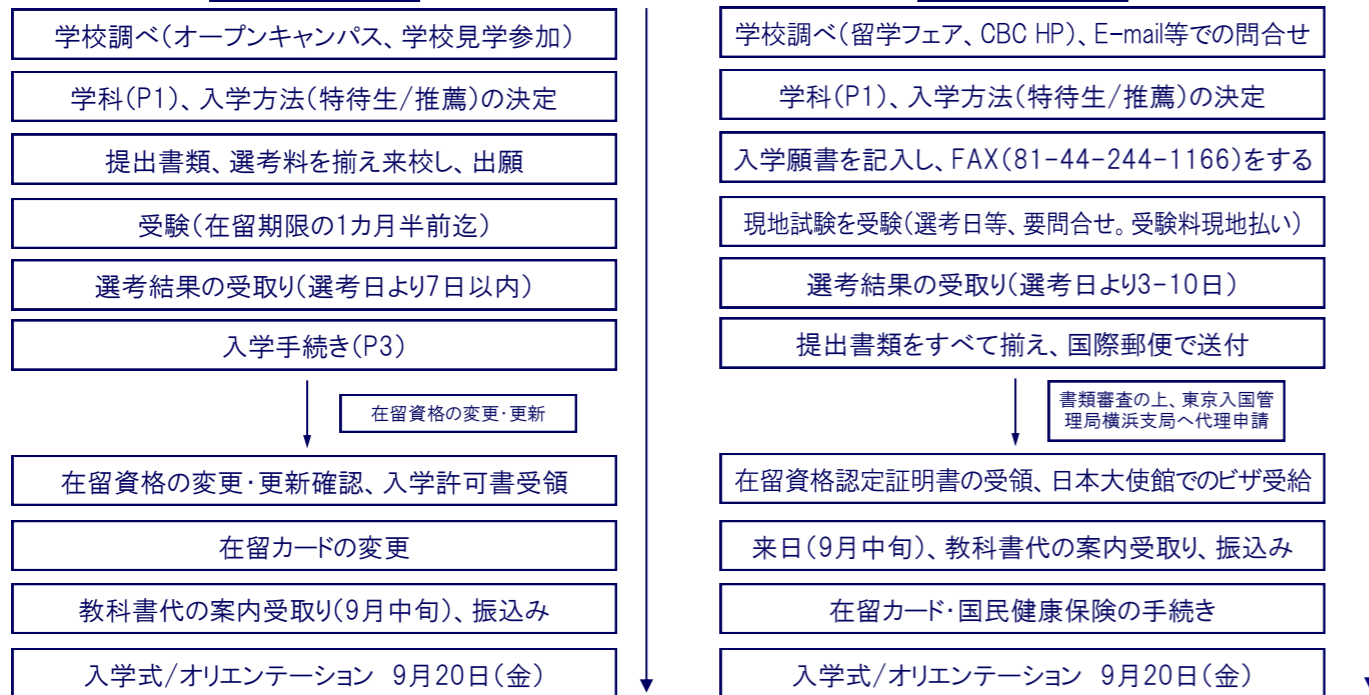 学校調べ(オープンキャンパス、学校見学参加)
学科(P1)、入学方法(特待生/推薦)の決定
提出書類、選考料を揃え来校し、出願
受験(在留期限の1カ月半前迄)
選考結果の受取り(選考日より7日以内)
入学手続き(P3)
在留資格の変更・更新
在留資格の変更・更新確認、入学許可書受領
在留カードの変更
教科書代の案内受取り(9月中旬)、振込み
入学式/オリエンテーション 9月20日(金)
学校調べ(留学フェア、CBC HP)、E-mail等での問合せ
学科(P1)、入学方法(特待生/推薦)の決定
入学願書を記入し、FAX(81-44-244-1166)をする
現地試験を受験(選考日等、要問合せ。受験料現地払い)
選考結果の受取り(選考日より3-10日)
提出書類をすべて揃え、国際郵便で送付
書類審査の上、東京入国管
理局横浜支局へ代理申請
在留資格認定証明書の受領、日本大使館でのビザ受給
来日(9月中旬)、教科書代の案内受取り、振込み
在留カード・国民健康保険の手続き
入学式/オリエンテーション 9月20日(金)